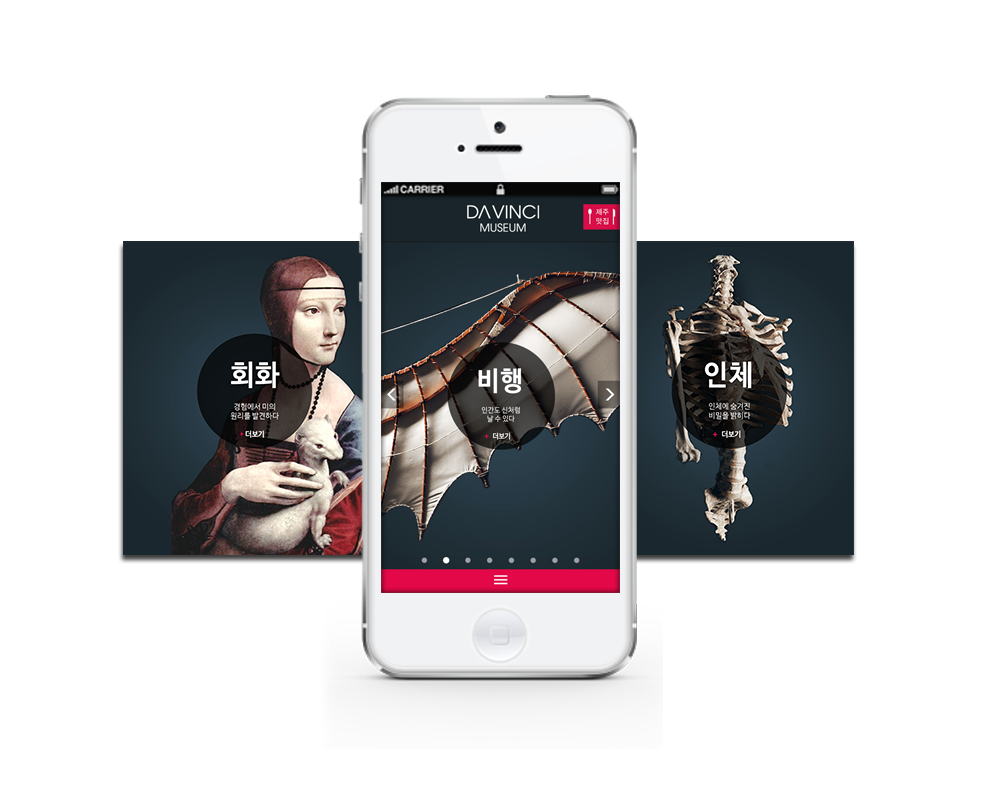 CARRIER
DΛVINCI
MUSEUM
제주
맛집
회화
경험에서 미의
원리를 발견하다
+ 더보기
비행
인간도 신처럼
날 수 있다
+ 더보기
인체
인체에 숨겨진
비밀을 밝히다
+ 더보기